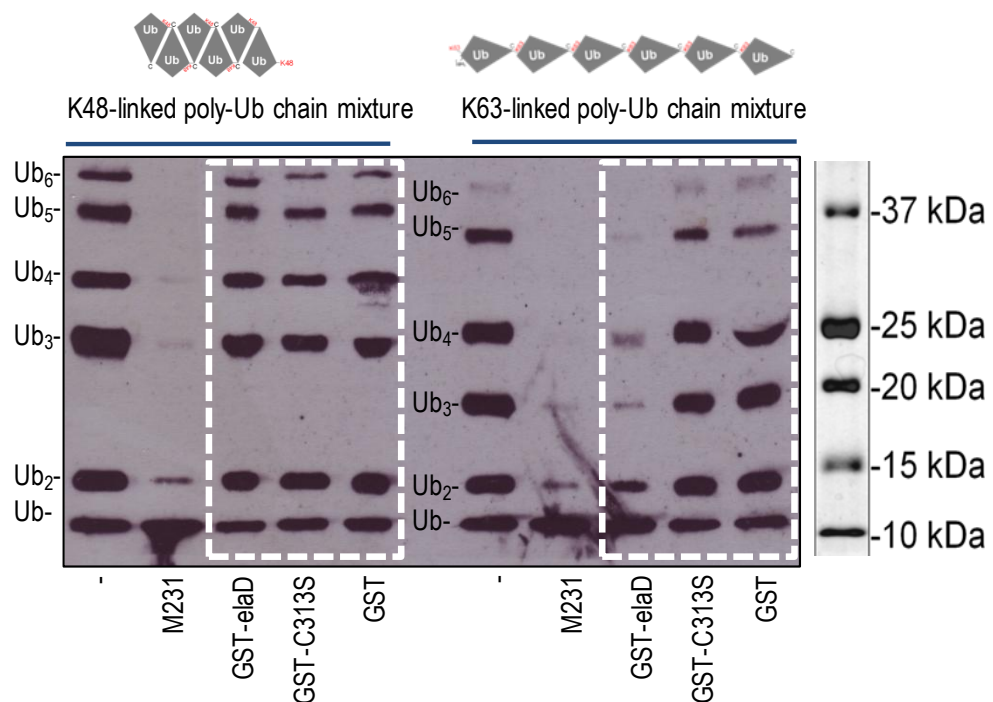 Ub Ub Ub
Ub Ub Ub
C C
K48
Ub Ub Ub Ub Ub Ub
C C C C C C
K48-linked poly-Ub chain mixture
K63-linked poly-Ub chain mixture
Ub6-
Ub5-
Ub4-
Ub3-
Ub2-
Ub-
Ub6-
Ub5-
Ub4-
Ub3-
Ub2-
Ub-
-37 kDa
-25 kDa
-20 kDa
-15 kDa
-10 kDa
-
M231
GST-elaD
GST-C313S
GST
-
M231
GST-elaD
GST-C313S
GST